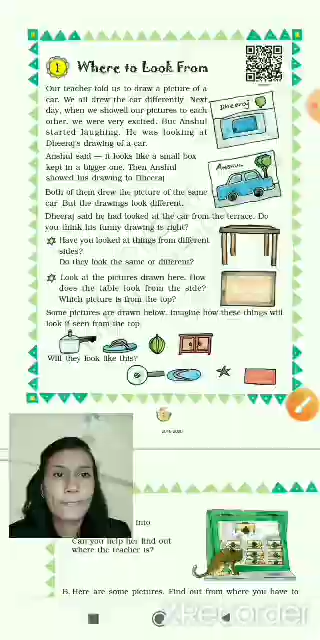 1 Where to Look From
Our teacher told us to draw a picture of a
car. We all drew the car differently. Next
day, when we showed our pictures to each
other, we were very excited. But Anshul
started laughing. He was looking at
Dheeraj's drawing of a car.
Dheeraj
Anshul said — it looks like a small box
kept in a bigger one. Then Anshul
showed his drawing to Dheeraj.
Anshul
Both of them drew the picture of the same
car. But the drawings look different.
Dheeraj said he had looked at the car from the terrace. Do
you think his funny drawing is right?
Have you looked at things from different
sides?
Do they look the same or different?
Look at the pictures drawn here. How
does the table look from the side?
Which picture is from the top?
Some pictures are drawn below. Imagine how these things will
look if seen from the top.
Will they look like this?
into
Can you help her find out
where the teacher is?
B. Here are some pictures. Find out from where you have to
XRecorder